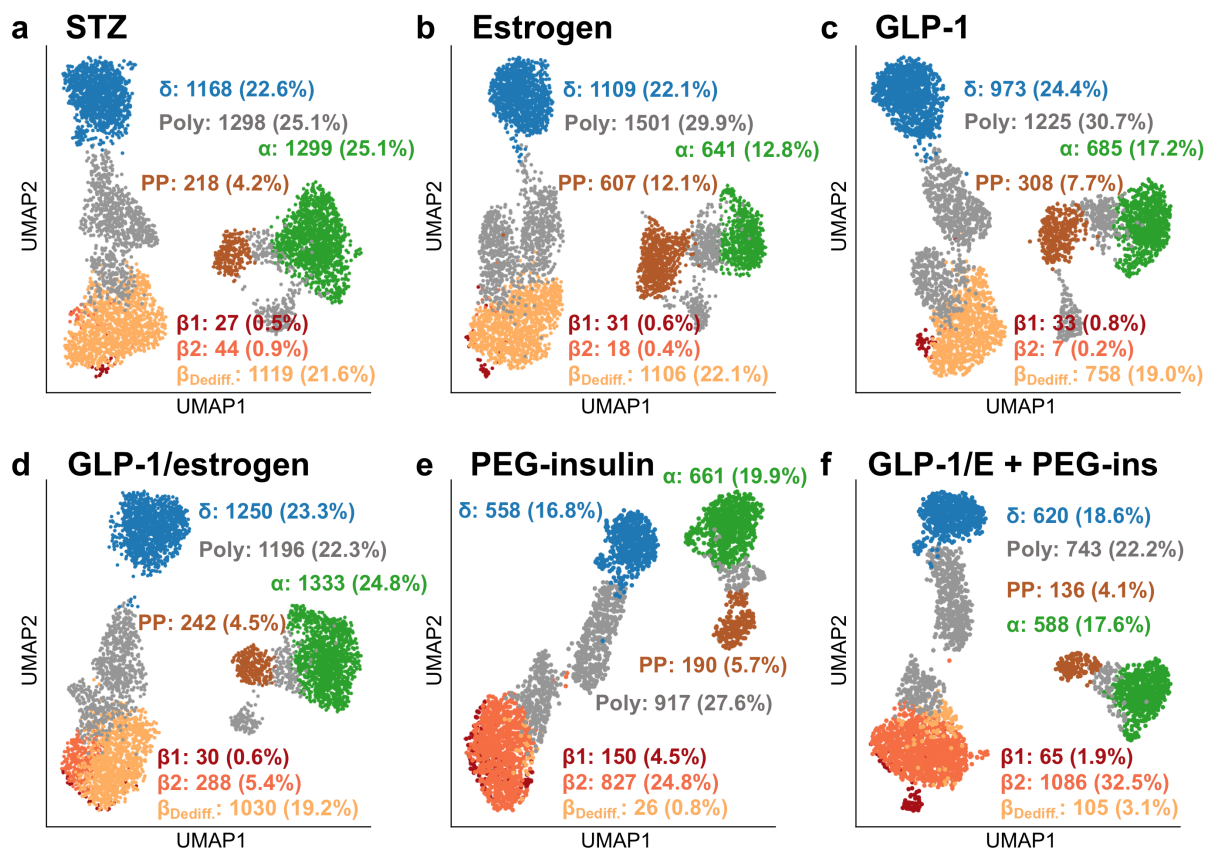 a STZ
δ: 1168 (22.6%)
Poly: 1298 (25.1%)
α: 1299 (25.1%)
PP: 218 (4.2%)
β1: 27 (0.5%)
β2: 44 (0.9%)
βDediff.: 1119 (21.6%)
UMAP2
UMAP1
b Estrogen
δ: 1109 (22.1%)
Poly: 1501 (29.9%)
α: 641 (12.8%)
PP: 607 (12.1%)
β1: 31 (0.6%)
β2: 18 (0.4%)
βDediff.: 1106 (22.1%)
UMAP2
UMAP1
c GLP-1
δ: 973 (24.4%)
Poly: 1225 (30.7%)
α: 685 (17.2%)
PP: 308 (7.7%)
β1: 33 (0.8%)
β2: 7 (0.2%)
βDediff.: 758 (19.0%)
UMAP2
UMAP1
d GLP-1/estrogen
δ: 1250 (23.3%)
Poly: 1196 (22.3%)
α: 1333 (24.8%)
PP: 242 (4.5%)
β1: 30 (0.6%)
β2: 288 (5.4%)
βDediff.: 1030 (19.2%)
UMAP2
UMAP1
e PEG-insulin
α: 661 (19.9%)
δ: 558 (16.8%)
PP: 190 (5.7%)
Poly: 917 (27.6%)
β1: 150 (4.5%)
β2: 827 (24.8%)
βDediff.: 26 (0.8%)
UMAP2
UMAP1
f GLP-1/E + PEG-ins
δ: 620 (18.6%)
Poly: 743 (22.2%)
PP: 136 (4.1%)
α: 588 (17.6%)
β1: 65 (1.9%)
β2: 1086 (32.5%)
βDediff.: 105 (3.1%)
UMAP2
UMAP1